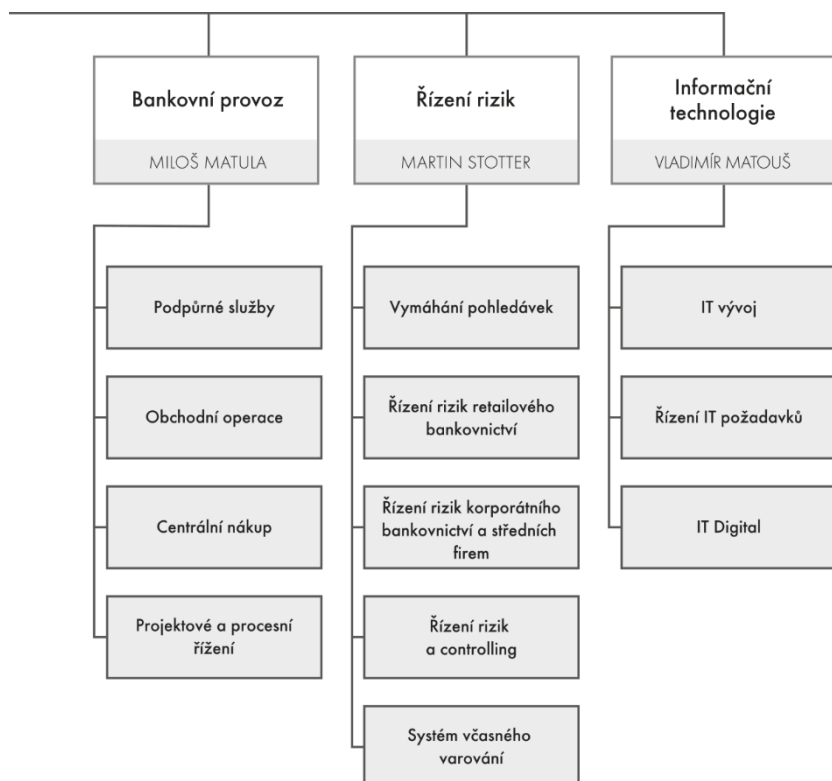 Bankovní provoz
MILOŠ MATULA
Podpůrné služby
Obchodní operace
Centrální nákup
Projektové a procesní
řížení
Řízení rizik
MARTIN STOTTER
Vymáhání pohledávek
Řízení rizik retailového
bankovnictví
Řízení rizik korporátního
bankovnictví a středních
firem
Řízení rizik
a controlling
Systém včasného
varování
Informační
technologie
VLADIMÍR MATOUŠ
IT vývoj
Řízení IT požadavků
IT Digital